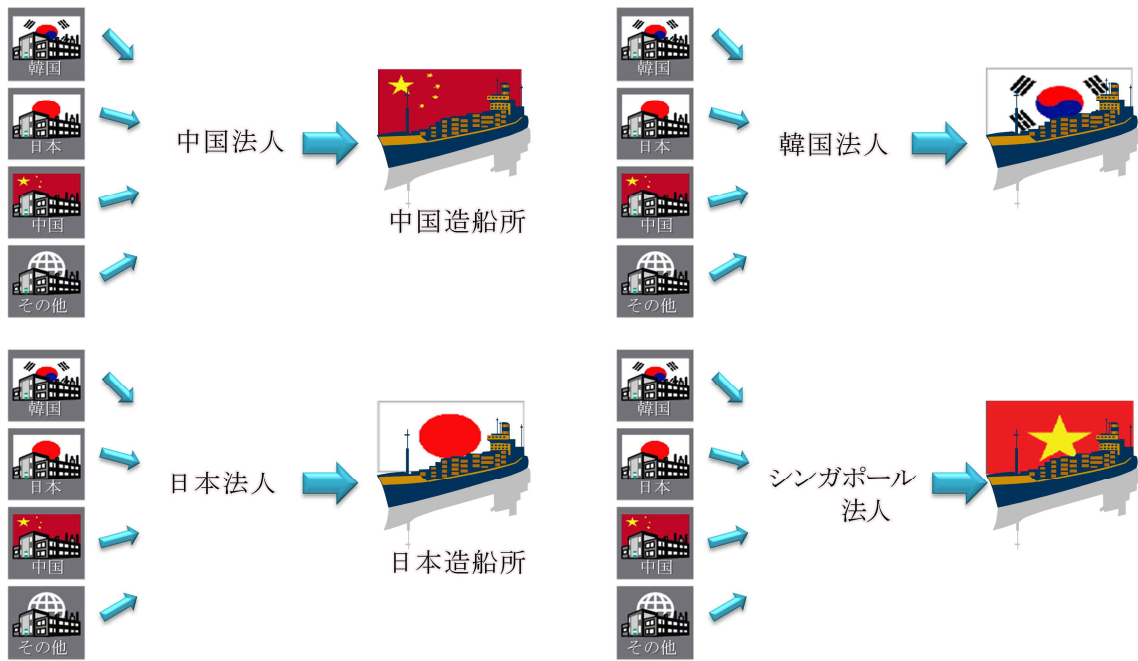 韓国
日本
中国
その他
中国法人
中国造船所
韓国
日本
中国
その他
韓国法人
韓国
日本
中国
その他
日本法人
日本造船所
韓国
日本
中国
その他
シンガポール
法人